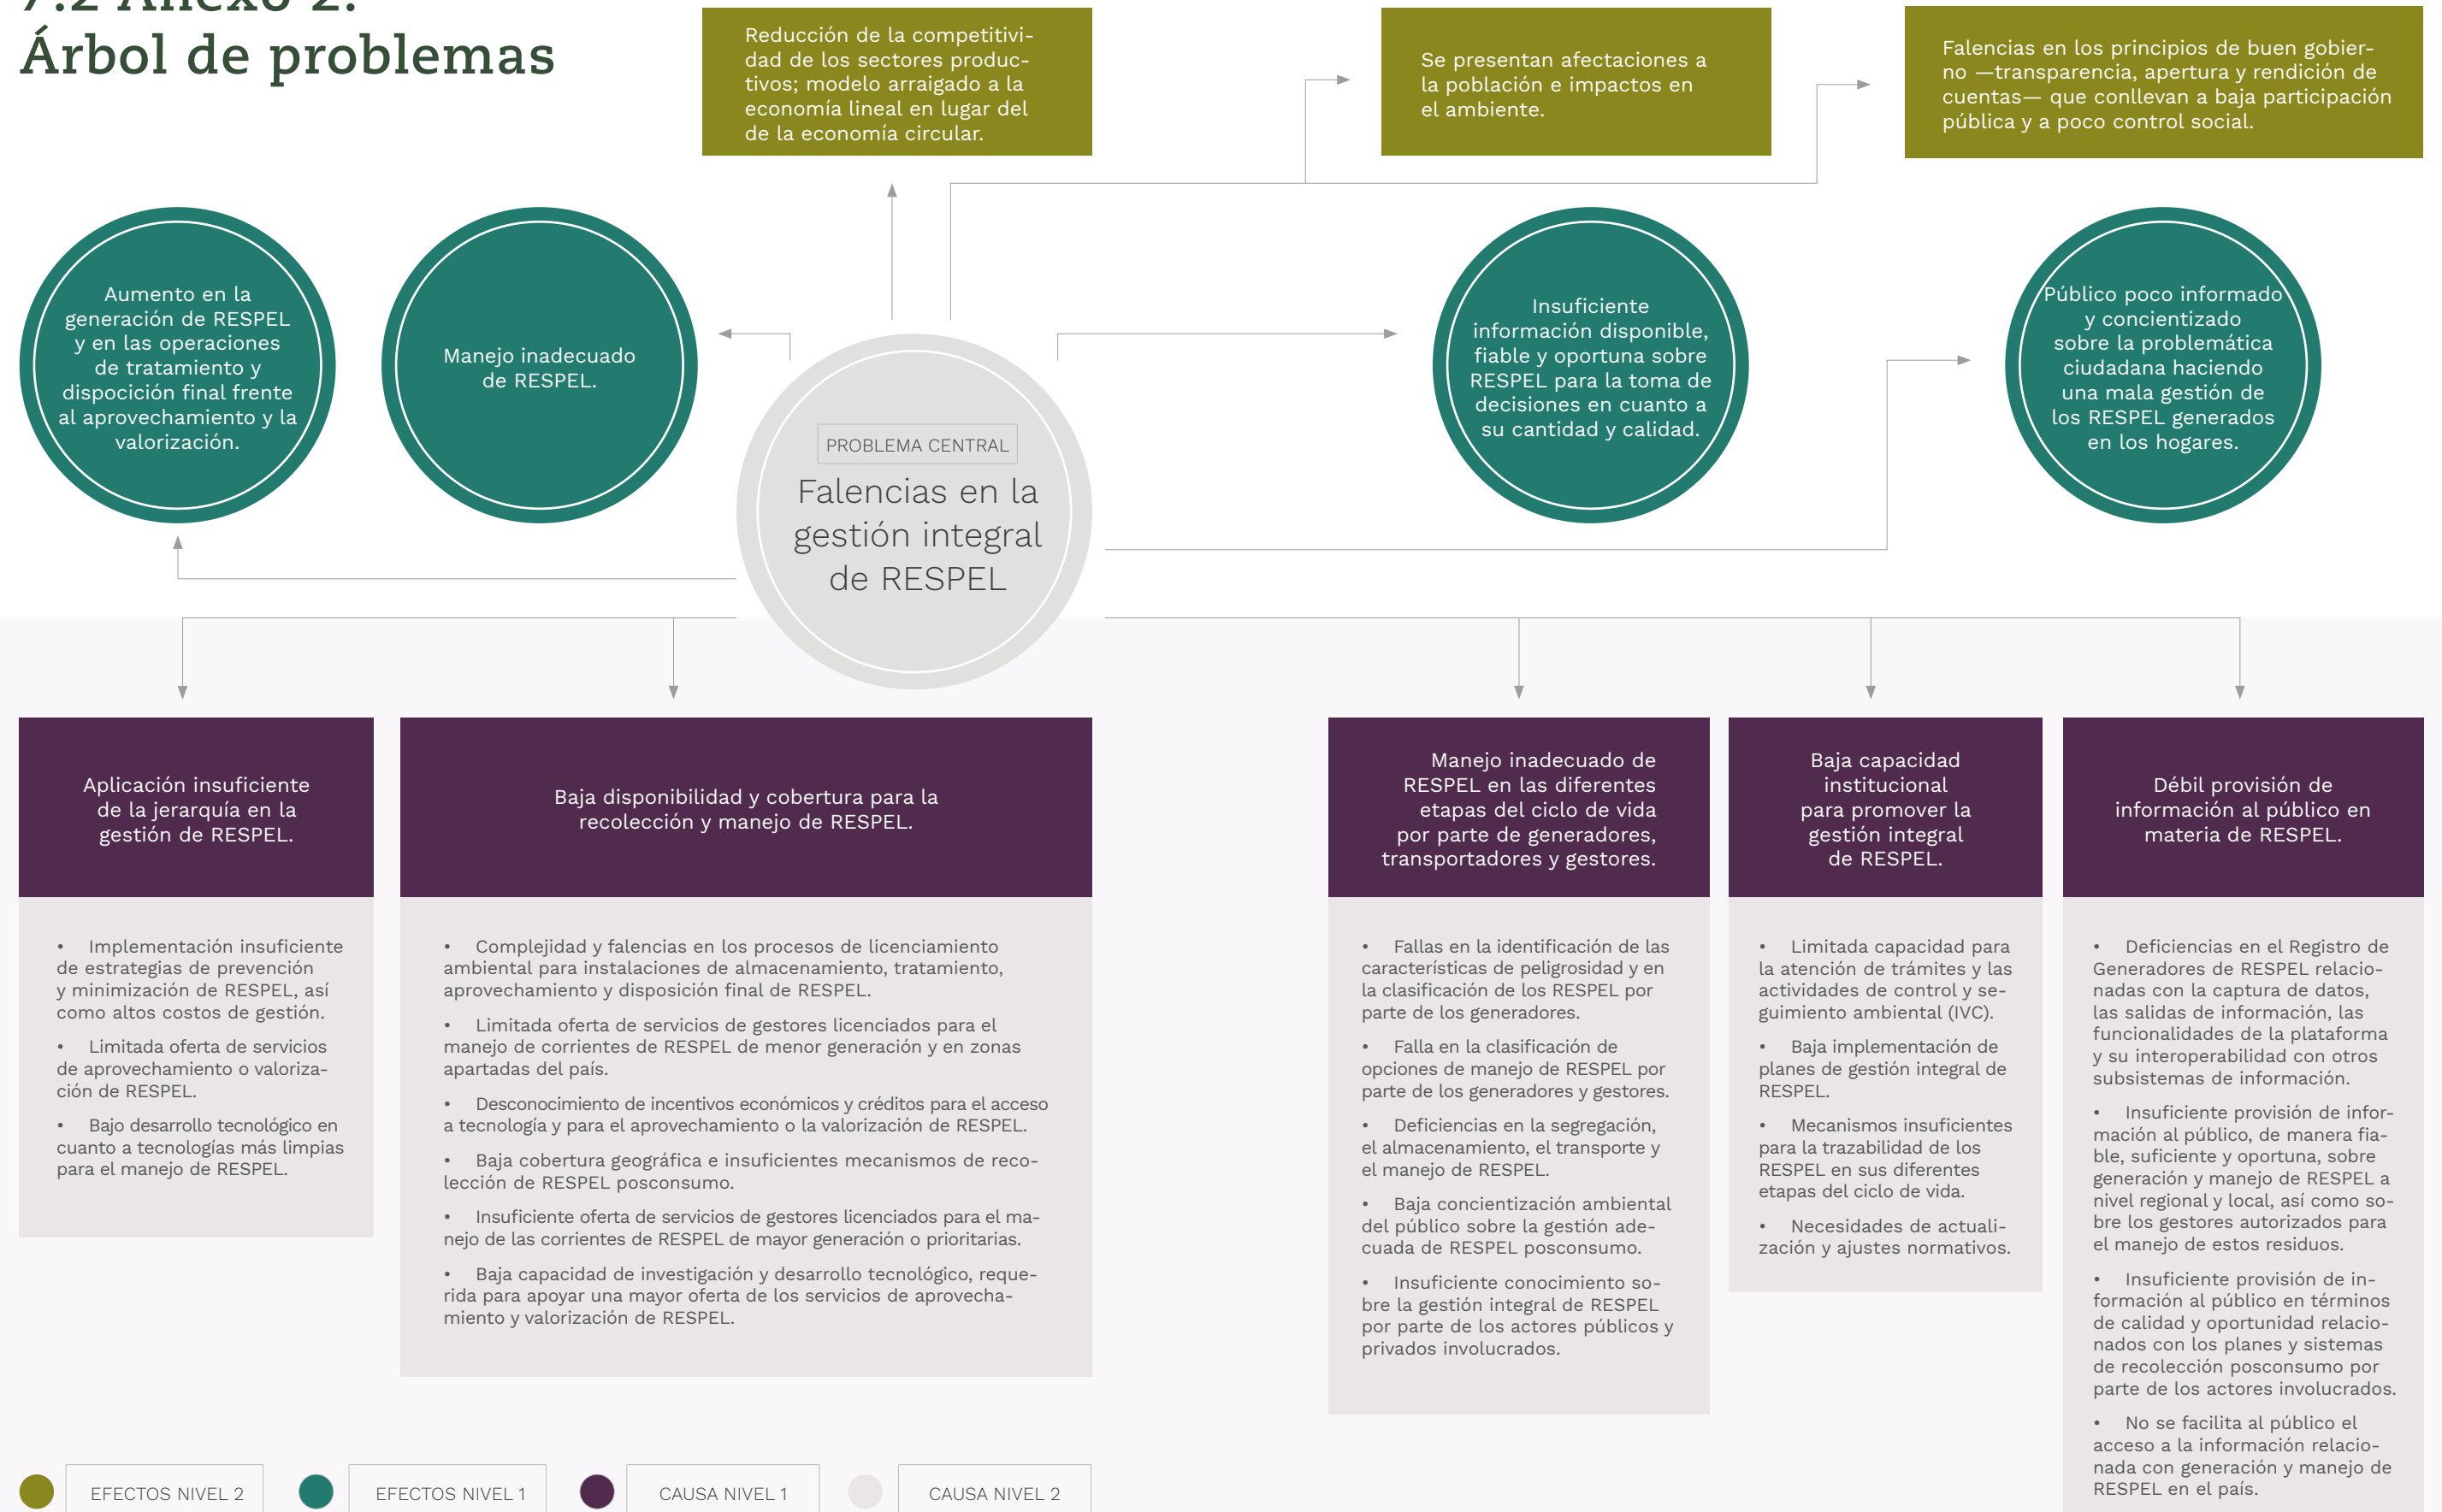 7.2 Anexo 2.
Árbol de problemas
Reducción de la competitivi-
dad de los sectores produc-
tivos; modelo arraigado a la
economía lineal en lugar del
de la economía circular.
Se presentan afectaciones a
la población e impactos en
el ambiente.
Falencias en los principios de buen gobier-
no —transparencia, apertura y rendición de
cuentas— que conllevan a baja participación
pública y a poco control social.
Aumento en la
generación de RESPEL
y en las operaciones
de tratamiento y
dispocición final frente
al aprovechamiento y la
valorización.
Manejo inadecuado
de RESPEL.
PROBLEMA CENTRAL
Falencias en la
gestión integral
de RESPEL
Insuficiente
información disponible,
fiable y oportuna sobre
RESPEL para la toma de
decisiones en cuanto a
su cantidad y calidad.
Público poco informado
y concientizado
sobre la problemática
ciudadana haciendo
una mala gestión de
los RESPEL generados
en los hogares.
Aplicación insuficiente
de la jerarquía en la
gestión de RESPEL.
• Implementación insuficiente
de estrategias de prevención
y minimización de RESPEL, así
como altos costos de gestión.
• Limitada oferta de servicios
de aprovechamiento o valoriza-
ción de RESPEL.
• Bajo desarrollo tecnológico en
cuanto a tecnologías más limpias
para el manejo de RESPEL.
Baja disponibilidad y cobertura para la
recolección y manejo de RESPEL.
• Complejidad y falencias en los procesos de licenciamiento
ambiental para instalaciones de almacenamiento, tratamiento,
aprovechamiento y disposición final de RESPEL.
• Limitada oferta de servicios de gestores licenciados para el
manejo de corrientes de RESPEL de menor generación y en zonas
apartadas del país.
• Desconocimiento de incentivos económicos y créditos para el acceso
a tecnología y para el aprovechamiento o la valorización de RESPEL.
• Baja cobertura geográfica e insuficientes mecanismos de reco-
lección de RESPEL posconsumo.
• Insuficiente oferta de servicios de gestores licenciados para el ma-
nejo de las corrientes de RESPEL de mayor generación o prioritarias.
• Baja capacidad de investigación y desarrollo tecnológico, reque-
rida para apoyar una mayor oferta de los servicios de aprovecha-
miento y valorización de RESPEL.
Manejo inadecuado de
RESPEL en las diferentes
etapas del ciclo de vida
por parte de generadores,
transportadores y gestores.
• Fallas en la identificación de las
características de peligrosidad y en
la clasificación de los RESPEL por
parte de los generadores.
• Falla en la clasificación de
opciones de manejo de RESPEL por
parte de los generadores y gestores.
• Deficiencias en la segregación,
el almacenamiento, el transporte y
el manejo de RESPEL.
• Baja concientización ambiental
del público sobre la gestión ade-
cuada de RESPEL posconsumo.
• Insuficiente conocimiento so-
bre la gestión integral de RESPEL
por parte de los actores públicos y
privados involucrados.
Baja capacidad
institucional
para promover la
gestión integral
de RESPEL.
• Limitada capacidad para
la atención de trámites y las
actividades de control y se-
guimiento ambiental (IVC).
• Baja implementación de
planes de gestión integral de
RESPEL.
• Mecanismos insuficientes
para la trazabilidad de los
RESPEL en sus diferentes
etapas del ciclo de vida.
• Necesidades de actuali-
zación y ajustes normativos.
Débil provisión de
información al público en
materia de RESPEL.
• Deficiencias en el Registro de
Generadores de RESPEL relacio-
nadas con la captura de datos,
las salidas de información, las
funcionalidades de la plataforma
y su interoperabilidad con otros
subsistemas de información.
• Insuficiente provisión de infor-
mación al público, de manera fia-
ble, suficiente y oportuna, sobre
generación y manejo de RESPEL a
nivel regional y local, así como so-
bre los gestores autorizados para
el manejo de estos residuos.
• Insuficiente provisión de in-
formación al público en términos
de calidad y oportunidad relacio-
nados con los planes y sistemas
de recolección posconsumo por
parte de los actores involucrados.
• No se facilita al público el
acceso a la información relacio-
nada con generación y manejo de
RESPEL en el país.
EFECTOS NIVEL 2
EFECTOS NIVEL 1
CAUSA NIVEL 1
CAUSA NIVEL 2